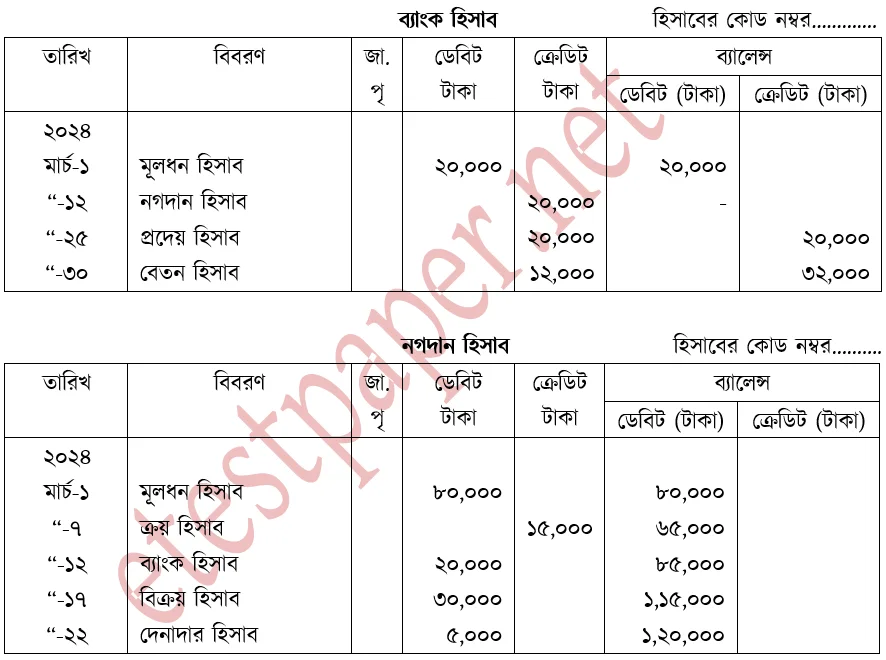 ব্যাংক হিসাব হিসাবের কোড নম্বর.............
তারিখ বিবরণ জা. পৃ ডেবিট টাকা ক্রেডিট টাকা ব্যালেন্স
ডেবিট (টাকা) ক্রেডিট (টাকা)
২০২৪
মার্চ-১ মূলধন হিসাব ২০,০০০ ২০,০০০
“-১২ নগদান হিসাব ২০,০০০ -
“-২৫ প্রদেয় হিসাব ২০,০০০ ২০,০০০
“-৩০ বেতন হিসাব ১২,০০০ ৩২,০০০
নগদান হিসাব হিসাবের কোড নম্বর..........
তারিখ বিবরণ জা. পৃ ডেবিট টাকা ক্রেডিট টাকা ব্যালেন্স
ডেবিট (টাকা) ক্রেডিট (টাকা)
২০২৪
মার্চ-১ মূলধন হিসাব ৮০,০০০ ৮০,০০০
“-৭ ক্রয় হিসাব ১৫,০০০ ৬৫,০০০
“-১২ ব্যাংক হিসাব ২০,০০০ ৮৫,০০০
“-১৭ বিক্রয় হিসাব ৩০,০০০ ১,১৫,০০০
“-২২ দেনাদার হিসাব ৫,০০০ ১,২০,০০০
etestpaper.net